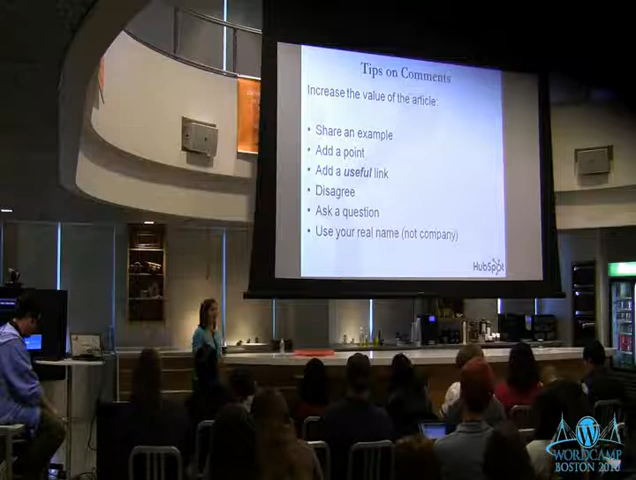 Tips on Comments
Increase the value of the article:
• Share an example
• Add a point
• Add a useful link
• Disagree
• Ask a question
• Use your real name (not company)
HubSpot
WORDCAMP
BOSTON 2010